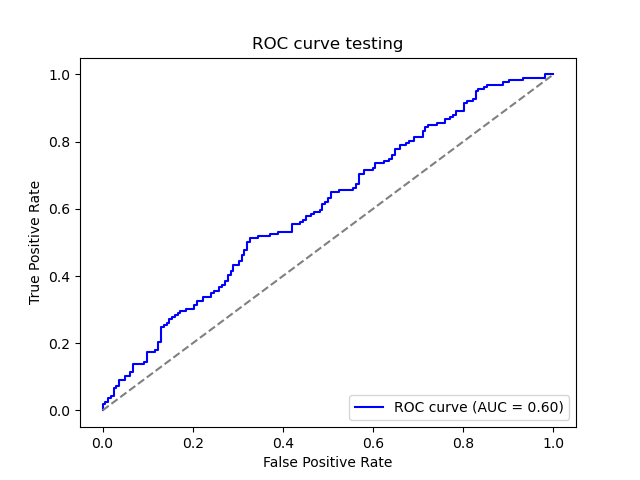 ROC curve testing
1.0
0.8
0.6
0.4
0.2
0.0
True Positive Rate
ROC curve (AUC = 0.60)
0.0 0.2 0.4 0.6 0.8 1.0
False Positive Rate